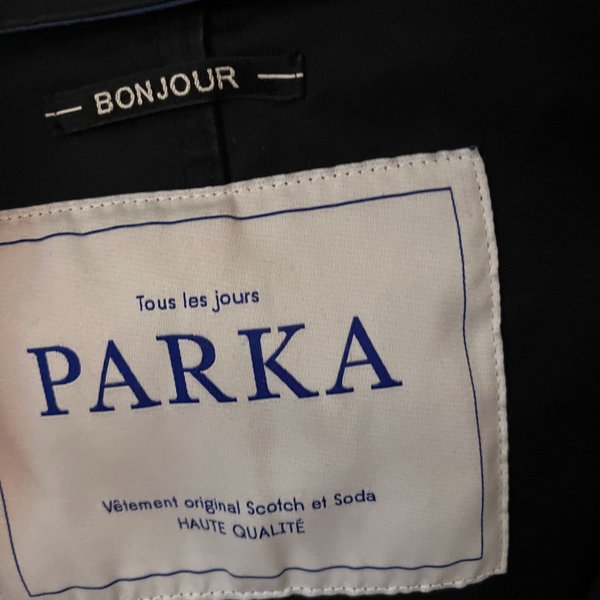 BONJOUR
Tous les jours
PARKA
Vêtement original Scotch et Soda
HAUTE QUALITÉ